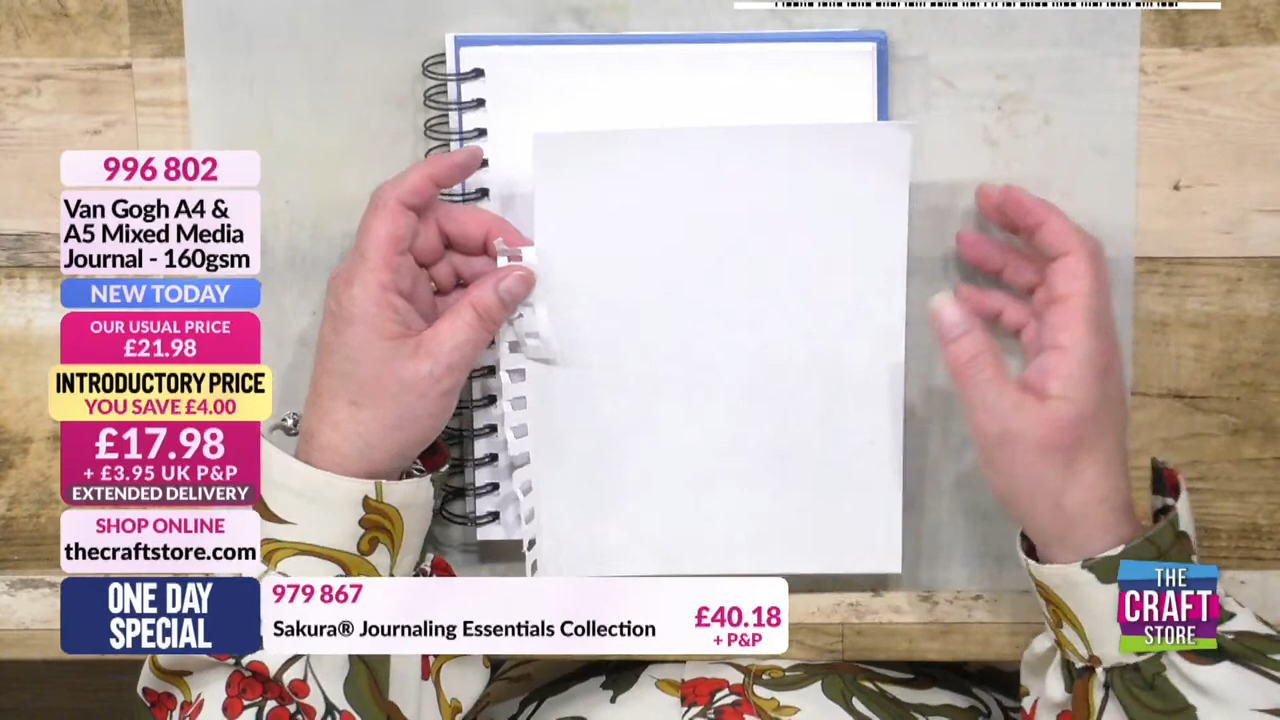 996 802
Van Gogh A4 &
A5 Mixed Media
Journal - 160gsm
NEW TODAY
OUR USUAL PRICE
£21.98
INTRODUCTORY PRICE
YOU SAVE £4.00
£17.98
+ £3.95 UK P&P
EXTENDED DELIVERY
SHOP ONLINE
thecraftstore.com
ONE DAY
SPECIAL
979 867
Sakura® Journaling Essentials Collection
£40.18
+ P&P
THE
CRAFT
STORE